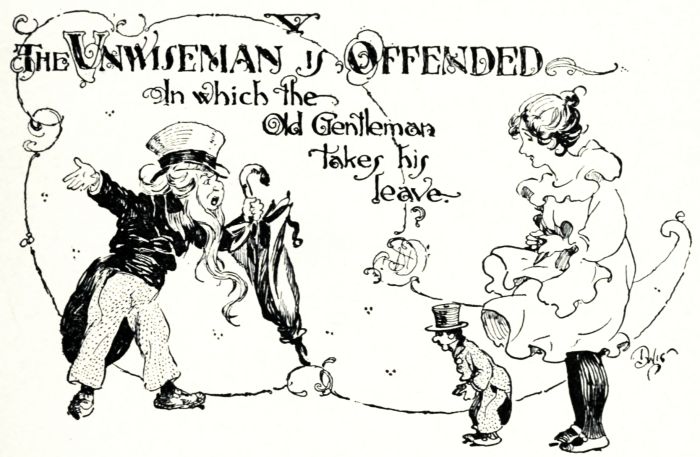 V
The Unwiseman is Offended
In which the
Old Gentleman
takes his
leave.